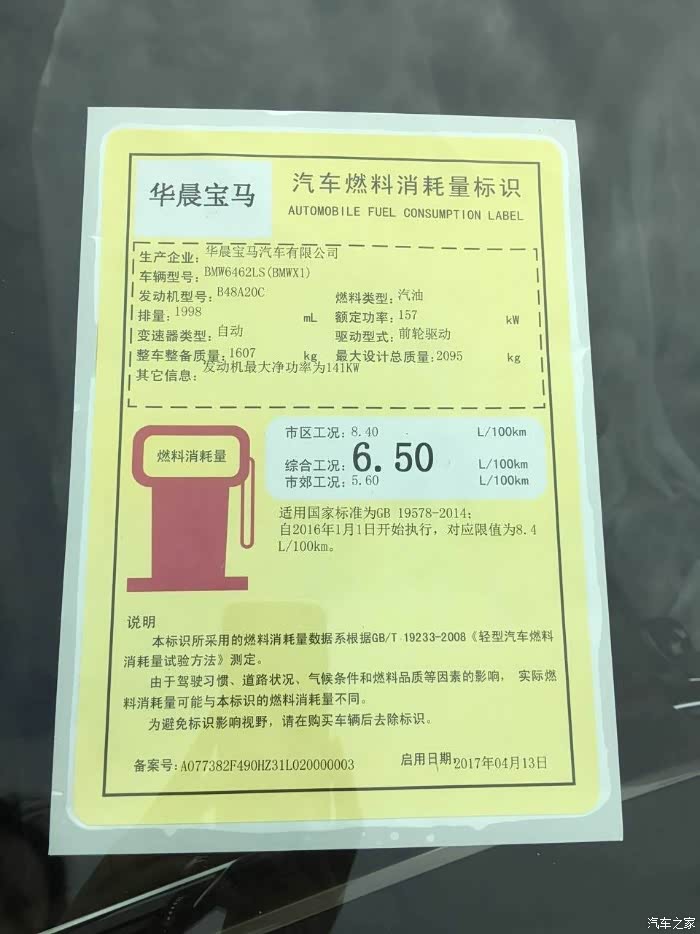 华晨宝马
汽车燃料消耗量标识
AUTOMOBILE FUEL CONSUMPTION LABEL
生产企业: 华晨宝马汽车有限公司
车辆型号: BMW6462LS(BMWX1)
发动机型号: B48A20C 燃料类型: 汽油
排量: 1998 mL 额定功率: 157 kW
变速器类型: 自动 驱动型式: 前轮驱动
整车整备质量: 1607 kg 最大设计总质量: 2095 kg
其它信息: 发动机最大净功率为141KW
燃料消耗量
市区工况: 8.40 L/100km
综合工况: 6.50 L/100km
市郊工况: 5.60 L/100km
适用国家标准为GB 19578-2014;
自2016年1月1日开始执行, 对应限值为8.4
L/100km。
说明
本标识所采用的燃料消耗量数据系根据GB/T 19233-2008《轻型汽车燃料
消耗量试验方法》测定。
由于驾驶习惯、道路状况、气候条件和燃料品质等因素的影响, 实际燃
料消耗量可能与本标识的燃料消耗量不同。
为避免标识影响视野, 请在购买车辆后去除标识。
备案号: A077382F490HZ31L020000003 启用日期: 2017年04月13日
汽车之家